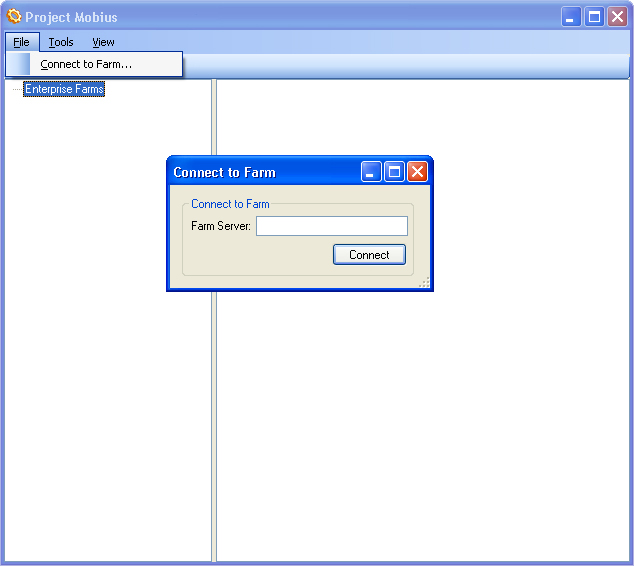 Project Mobius
File Tools View
Connect to Farm...
Enterprise Farms
Connect to Farm
Connect to Farm
Farm Server:
Connect